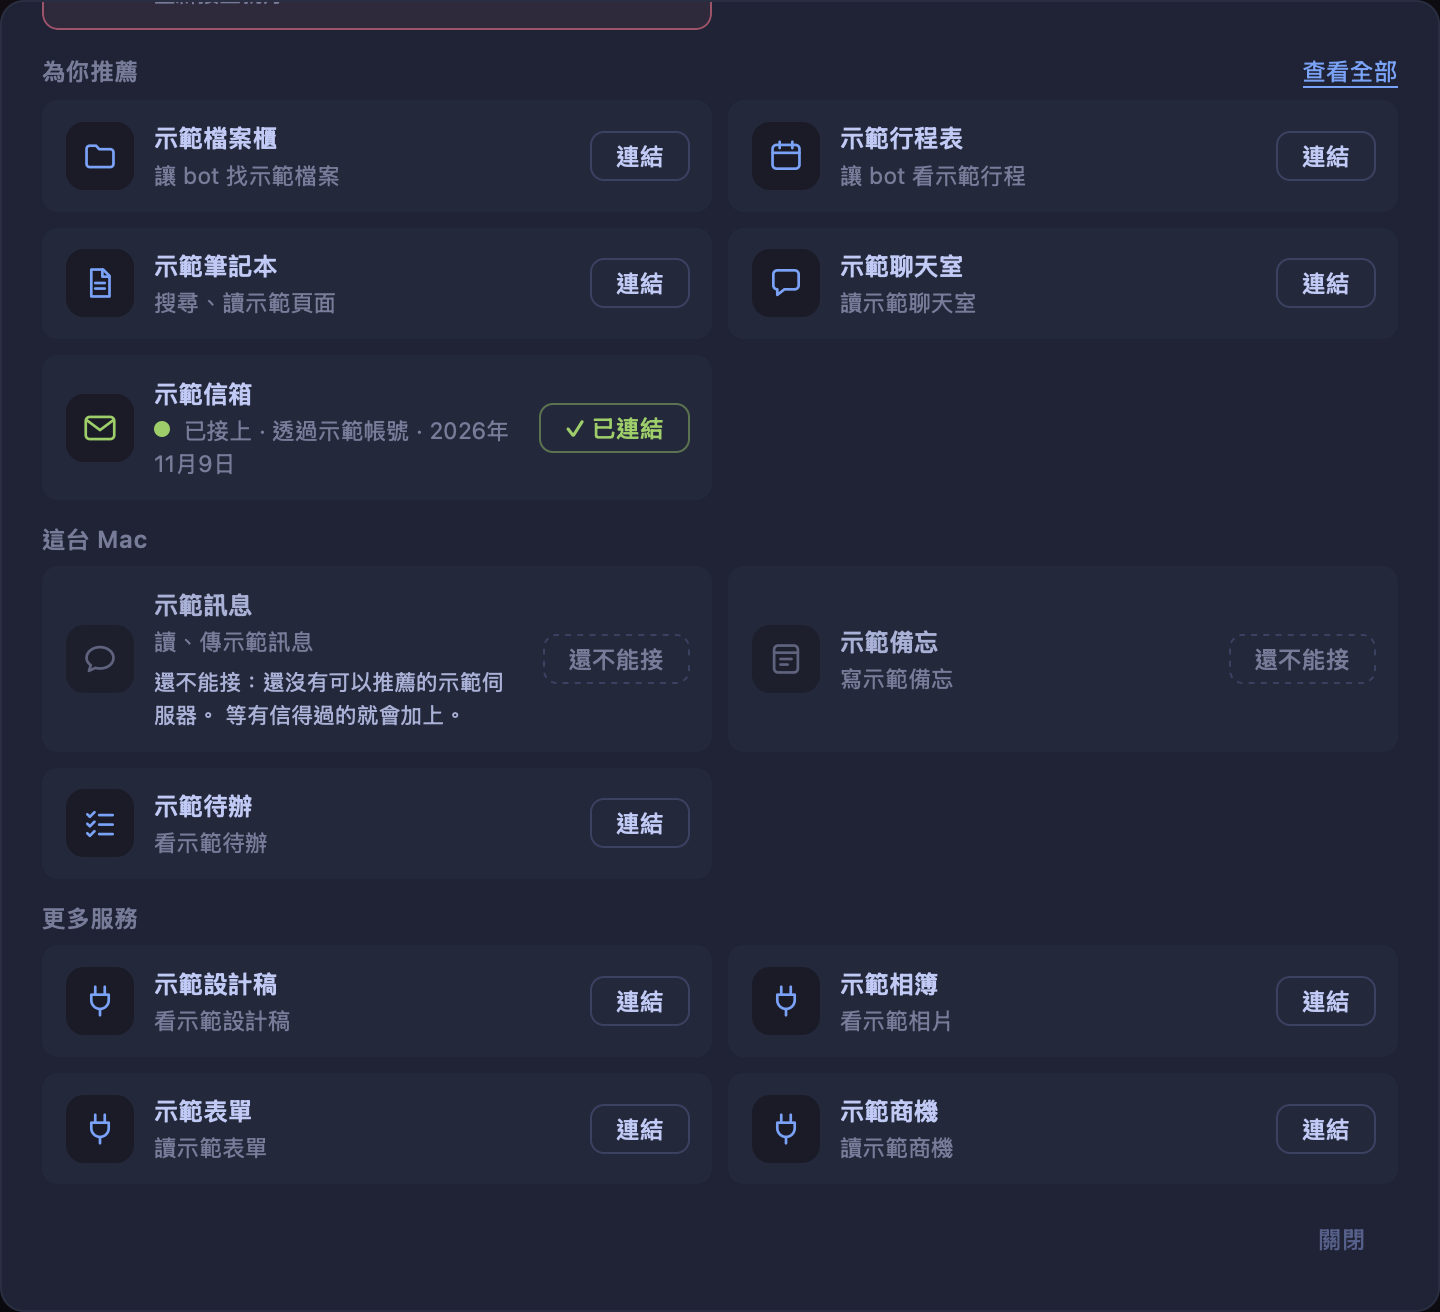 為你推薦
查看全部
示範檔案櫃
讓 bot 找示範檔案
連結
示範行程表
讓 bot 看示範行程
連結
示範筆記本
搜尋、讀示範頁面
連結
示範聊天室
讀示範聊天室
連結
示範信箱
已接上 · 透過示範帳號 · 2026年
11月9日
✓ 已連結
這台 Mac
示範訊息
讀、傳示範訊息
還不能接：還沒有可以推薦的示範伺
服器。 等有信得過的就會加上。
還不能接
示範備忘
寫示範備忘
還不能接
示範待辦
看示範待辦
連結
更多服務
示範設計稿
看示範設計稿
連結
示範相簿
看示範相片
連結
示範表單
讀示範表單
連結
示範商機
讀示範商機
連結
關閉